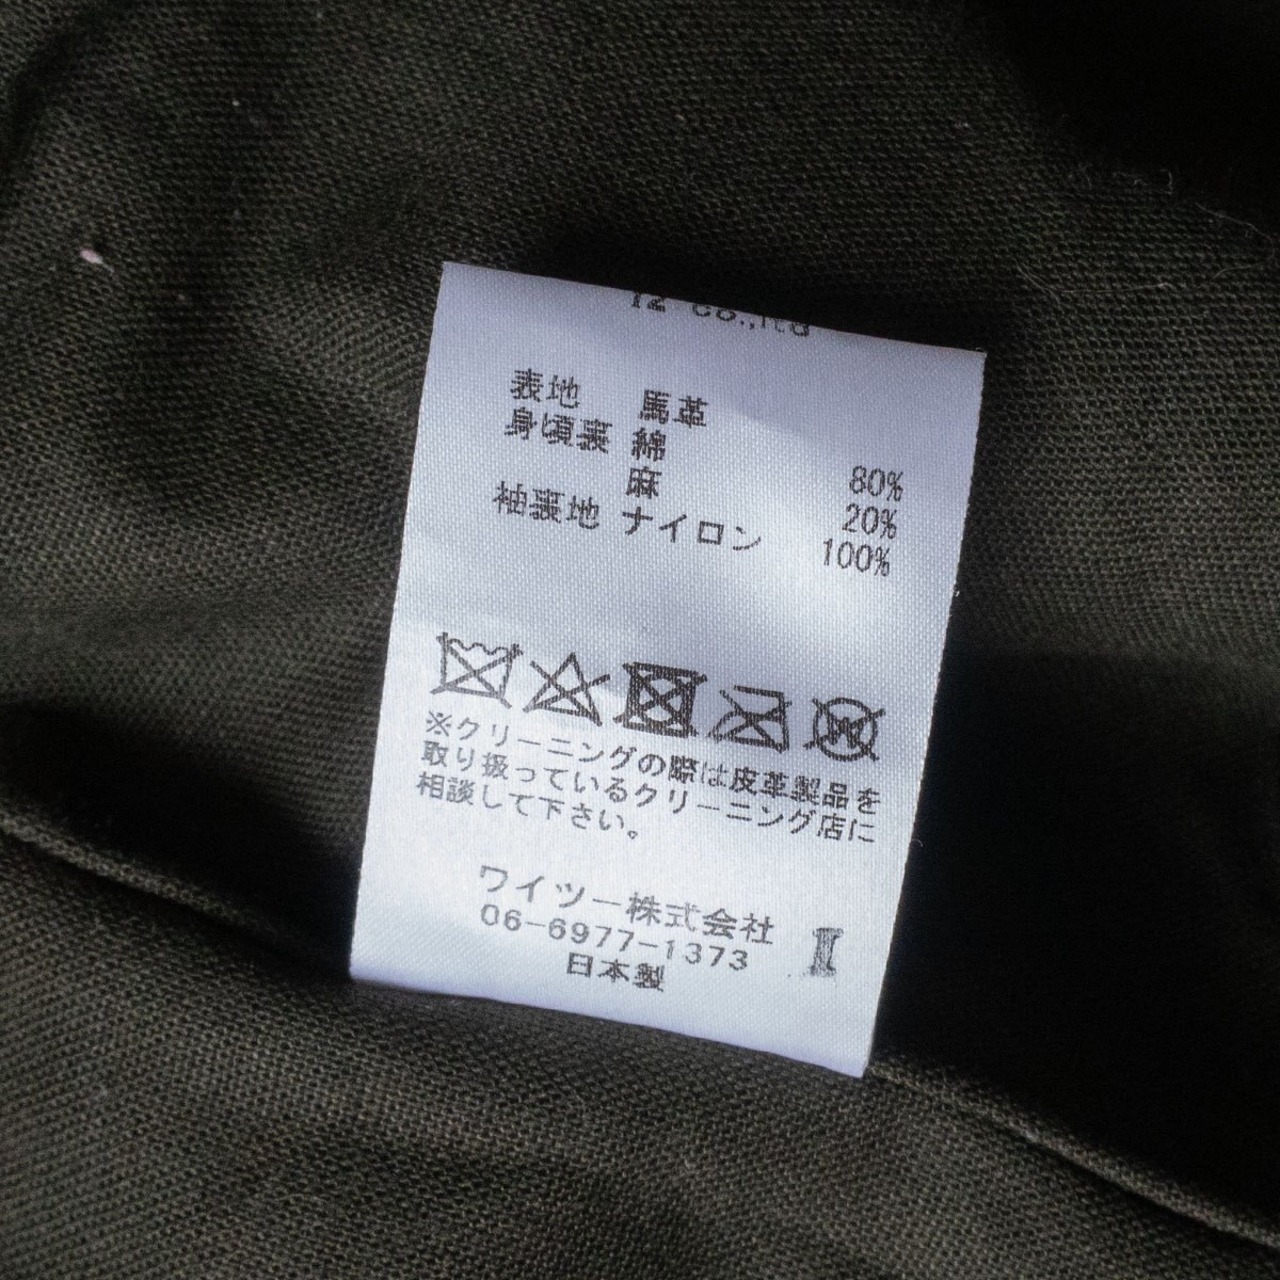 Y2 co.,ltd
表地 馬革
身頃裏 綿 80%
麻 20%
袖裏地 ナイロン 100%
W
※クリーニングの際は皮革製品を
取り扱っているクリーニング店に
相談して下さい。
ワイツー株式会社
06-6977-1373
日本製
I